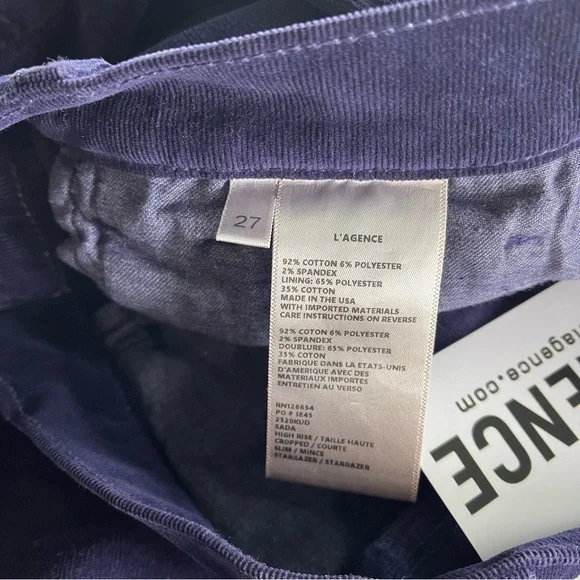 27
L'AGENCE
92% COTTON 6% POLYESTER
2% SPANDEX
LINING: 65% POLYESTER
35% COTTON
MADE IN THE USA
WITH IMPORTED MATERIALS
CARE INSTRUCTIONS ON REVERSE
92% COTON 6% POLYESTER
2% SPANDEX
DOUBLURE: 65% POLYESTER
35% COTON
FABRIQUE DANS LA ETATS-UNIS
D'AMERIQUE AVEC DES
MATERIAUX IMPORTES
ENTRETIEN AU VERSÒ
RN128654
PO # 1645
2520KUD
SADA
HIGH RISE / TAILLE HAUTE
CROPPED / COURTE
SLIM / MINCE
STARGAZER / STARGAZER
ENCE
lagence.com